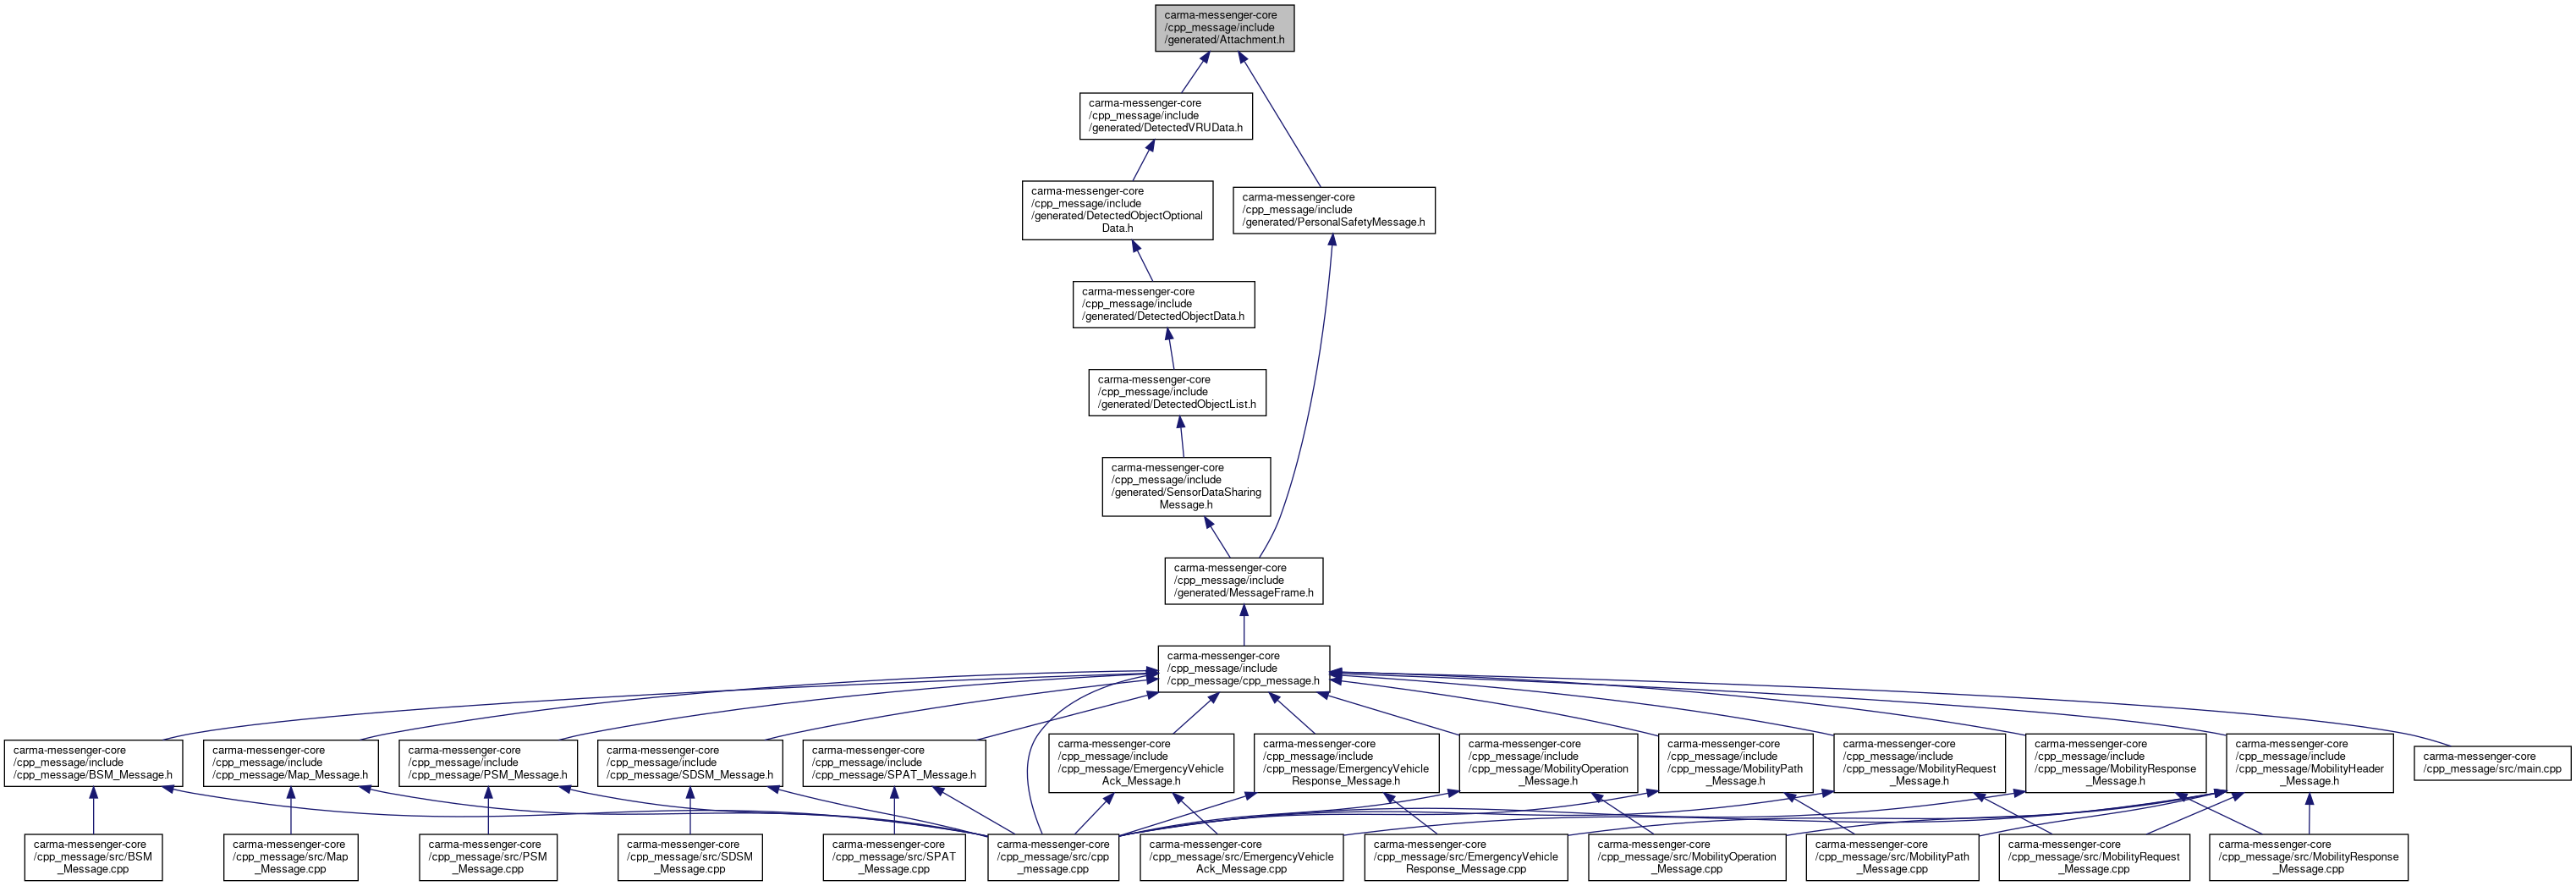 carma-messenger-core
/cpp_message/include
/generated/Attachment.h
carma-messenger-core
/cpp_message/include
/generated/DetectedVRUData.h
carma-messenger-core
/cpp_message/include
/generated/DetectedObjectOptional
Data.h
carma-messenger-core
/cpp_message/include
/generated/PersonalSafetyMessage.h
carma-messenger-core
/cpp_message/include
/generated/DetectedObjectData.h
carma-messenger-core
/cpp_message/include
/generated/DetectedObjectList.h
carma-messenger-core
/cpp_message/include
/generated/SensorDataSharing
Message.h
carma-messenger-core
/cpp_message/include
/generated/MessageFrame.h
carma-messenger-core
/cpp_message/include
/cpp_message/cpp_message.h
carma-messenger-core
/cpp_message/include
/cpp_message/BSM_Message.h
carma-messenger-core
/cpp_message/include
/cpp_message/Map_Message.h
carma-messenger-core
/cpp_message/include
/cpp_message/PSM_Message.h
carma-messenger-core
/cpp_message/include
/cpp_message/SDSM_Message.h
carma-messenger-core
/cpp_message/include
/cpp_message/SPAT_Message.h
carma-messenger-core
/cpp_message/include
/cpp_message/EmergencyVehicle
Ack_Message.h
carma-messenger-core
/cpp_message/include
/cpp_message/EmergencyVehicle
Response_Message.h
carma-messenger-core
/cpp_message/include
/cpp_message/MobilityOperation
_Message.h
carma-messenger-core
/cpp_message/include
/cpp_message/MobilityPath
_Message.h
carma-messenger-core
/cpp_message/include
/cpp_message/MobilityRequest
_Message.h
carma-messenger-core
/cpp_message/include
/cpp_message/MobilityResponse
_Message.h
carma-messenger-core
/cpp_message/include
/cpp_message/MobilityHeader
_Message.h
carma-messenger-core
/cpp_message/src/main.cpp
carma-messenger-core
/cpp_message/src/BSM
_Message.cpp
carma-messenger-core
/cpp_message/src/Map
_Message.cpp
carma-messenger-core
/cpp_message/src/PSM
_Message.cpp
carma-messenger-core
/cpp_message/src/SDSM
_Message.cpp
carma-messenger-core
/cpp_message/src/SPAT
_Message.cpp
carma-messenger-core
/cpp_message/src/cpp
_message.cpp
carma-messenger-core
/cpp_message/src/EmergencyVehicle
Ack_Message.cpp
carma-messenger-core
/cpp_message/src/EmergencyVehicle
Response_Message.cpp
carma-messenger-core
/cpp_message/src/MobilityOperation
_Message.cpp
carma-messenger-core
/cpp_message/src/MobilityPath
_Message.cpp
carma-messenger-core
/cpp_message/src/MobilityRequest
_Message.cpp
carma-messenger-core
/cpp_message/src/MobilityResponse
_Message.cpp